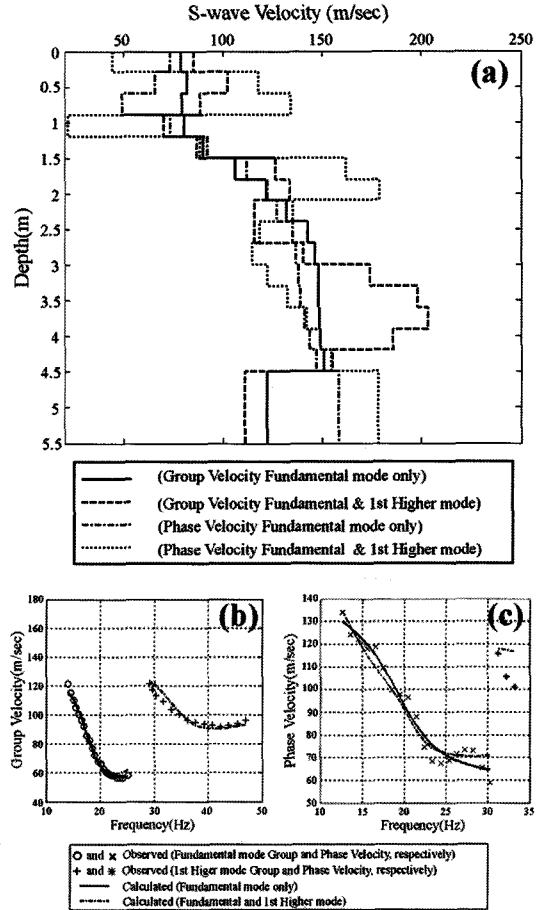 S-wave Velocity (m/sec)
0 50 100 150 200 250
(a)
Depth(m)
0
0.5
1
1.5
2
2.5
3
3.5
4
4.5
5
5.5
(Group Velocity Fundamental mode only)
(Group Velocity Fundamental & 1st Higher mode)
(Phase Velocity Fundamental mode only)
(Phase Velocity Fundamental & 1st Higher mode)
(b)
Group Velocity(m/sec)
180
160
140
120
100
80
60
40
10 20 30 40 50
Frequency(Hz)
(c)
Phase Velocity(m/sec)
140
130
120
110
100
90
80
70
60
50
10 15 20 25 30 35
Frequency(Hz)
O and × Observed (Fundamental mode Group and Phase Velocity, respectively)
+ and * Observed (1st Higer mode Group and Phase Velocity, respectively)
Calculated (Fundamental mode only)
Calculated (Fundamental and 1st Higher mode)